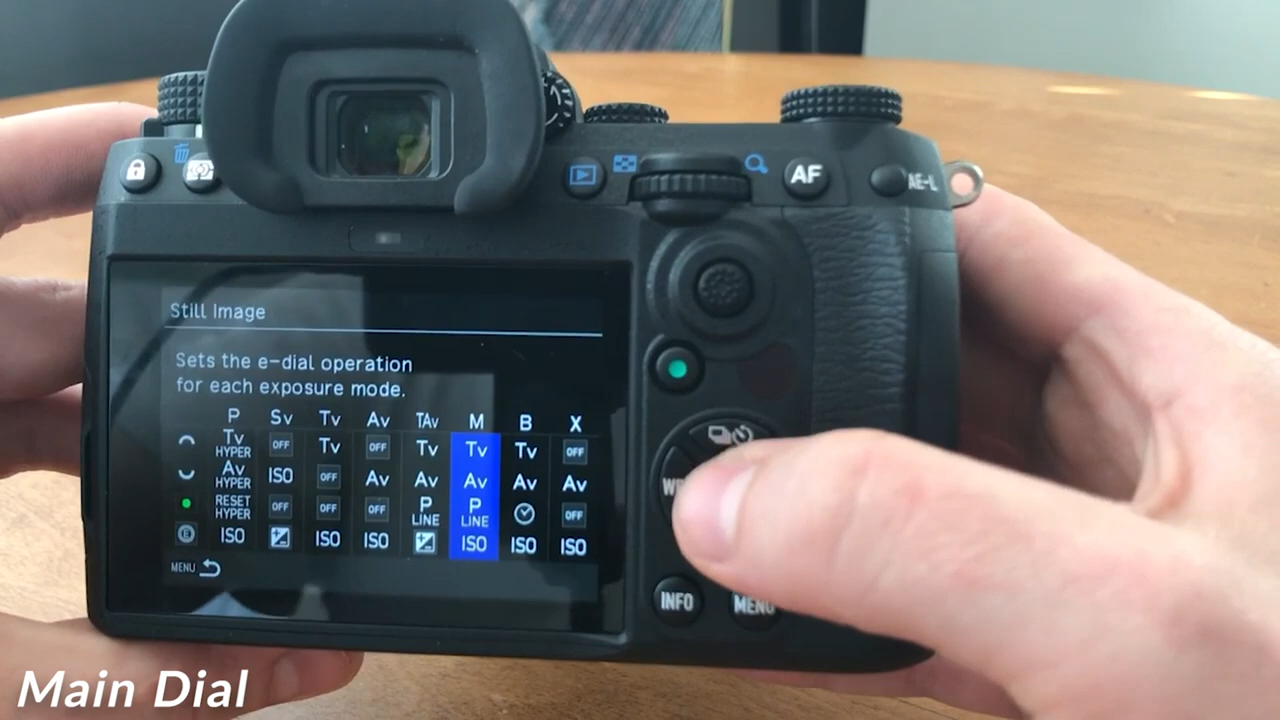 AF
AE-L
Still Image
Sets the e-dial operation
for each exposure mode.
P Sv Tv Av TAv M B X
Tv HYPER OFF Tv OFF Tv Tv Tv OFF
Av HYPER ISO OFF Av Av Av Av Av
RESET HYPER OFF OFF OFF P LINE P LINE OFF
E ISO ISO ISO ISO ISO ISO
MENU
INFO
MENU
Main Dial